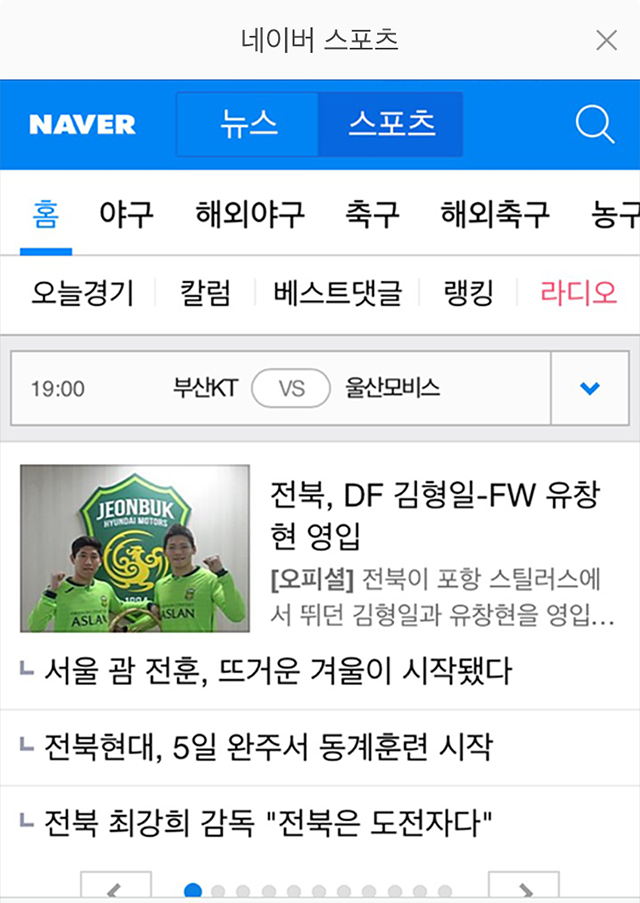 네이버 스포츠
NAVER 뉴스 스포츠
홈 야구 해외야구 축구 해외축구 농구
오늘경기 칼럼 베스트댓글 랭킹 라디오
19:00 부산KT VS 울산모비스
JEONBUK
HYUNDAI MOTORS
1994
ASLAN
ASLAN
전북, DF 김형일-FW 유창
현 영입
[오피셜] 전북이 포항 스틸러스에
서 뛰던 김형일과 유창현을 영입...
서울 괌 전훈, 뜨거운 겨울이 시작됐다
전북현대, 5일 완주서 동계훈련 시작
전북 최강희 감독 "전북은 도전자다"